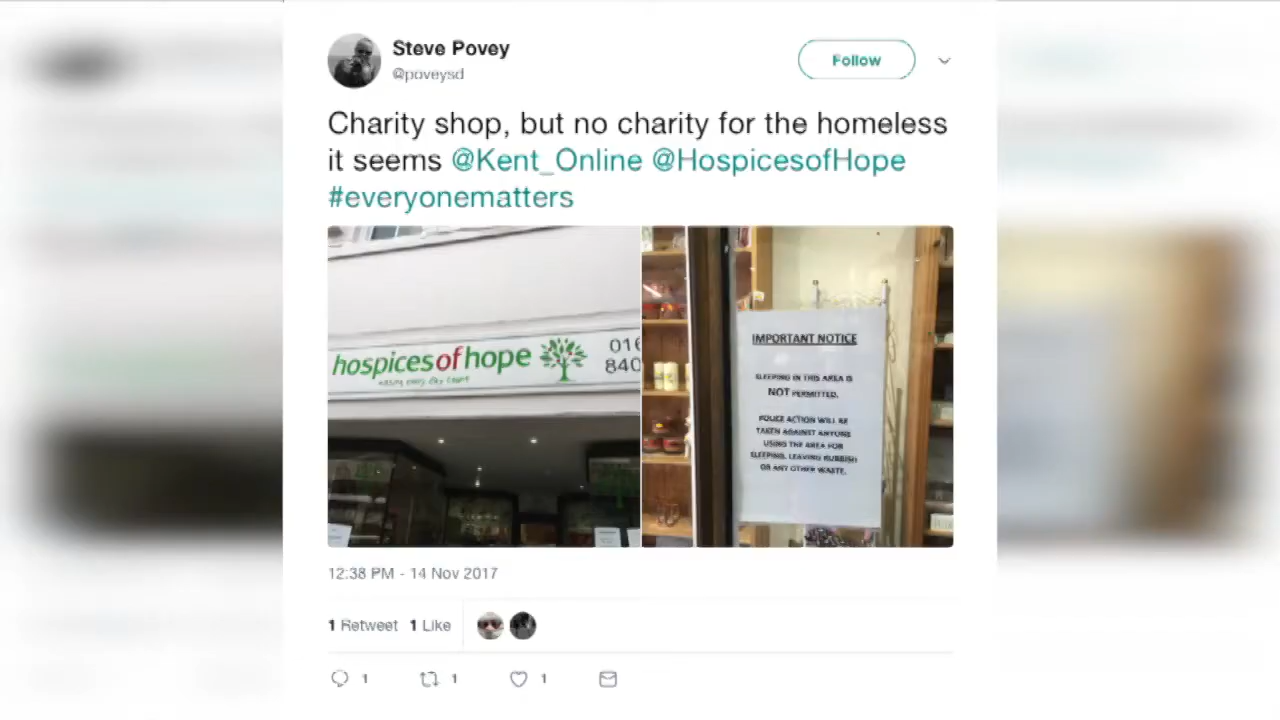 Steve Povey
@poveysd
Follow
Charity shop, but no charity for the homeless
it seems @Kent_Online @HospicesofHope
#everyonematters
hospicesofhope
016
840
IMPORTANT NOTICE
SLEEPING IN THIS AREA IS
NOT PERMITTED.
POLICE ACTION WILL BE
TAKEN AGAINST ANYONE
USING THE AREA FOR
SLEEPING, LEAVING RUBBISH
OR ANY OTHER WASTE.
12:38 PM - 14 Nov 2017
1 Retweet 1 Like
1 1 1